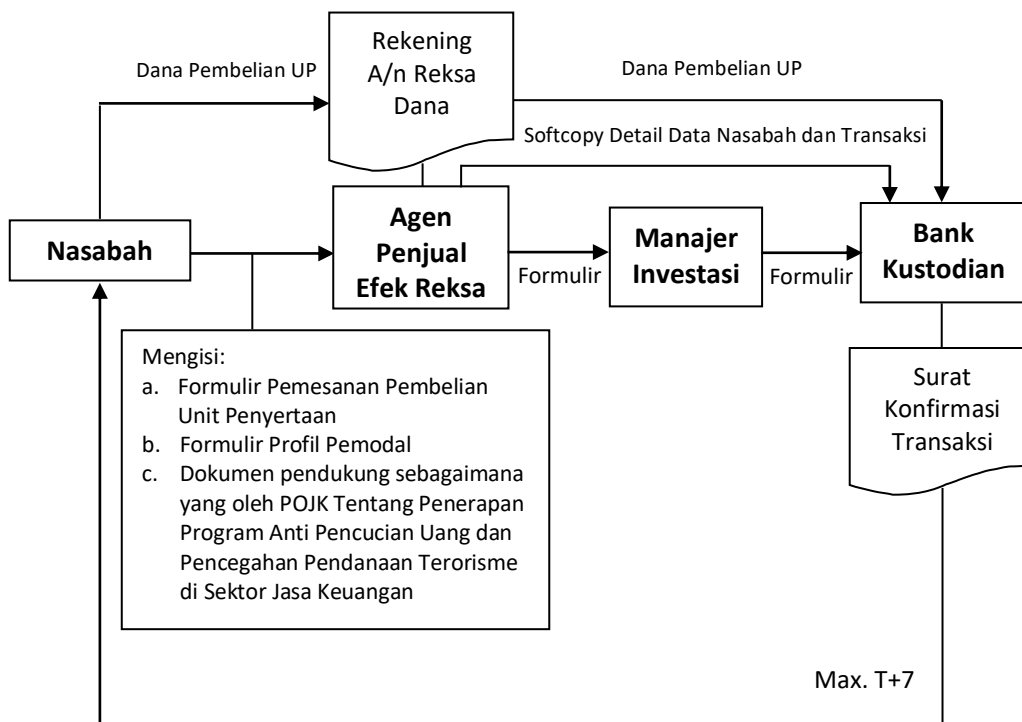 Rekening
A/n Reksa
Dana
Dana Pembelian UP
Dana Pembelian UP
Softcopy Detail Data Nasabah dan Transaksi
Nasabah
Agen
Penjual
Efek Reksa
Formulir
Manajer
Investasi
Formulir
Bank
Kustodian
Mengisi:
a. Formulir Pemesanan Pembelian
Unit Penyertaan
b. Formulir Profil Pemodal
c. Dokumen pendukung sebagaimana
yang oleh POJK Tentang Penerapan
Program Anti Pencucian Uang dan
Pencegahan Pendanaan Terorisme
di Sektor Jasa Keuangan
Surat
Konfirmasi
Transaksi
Max. T+7